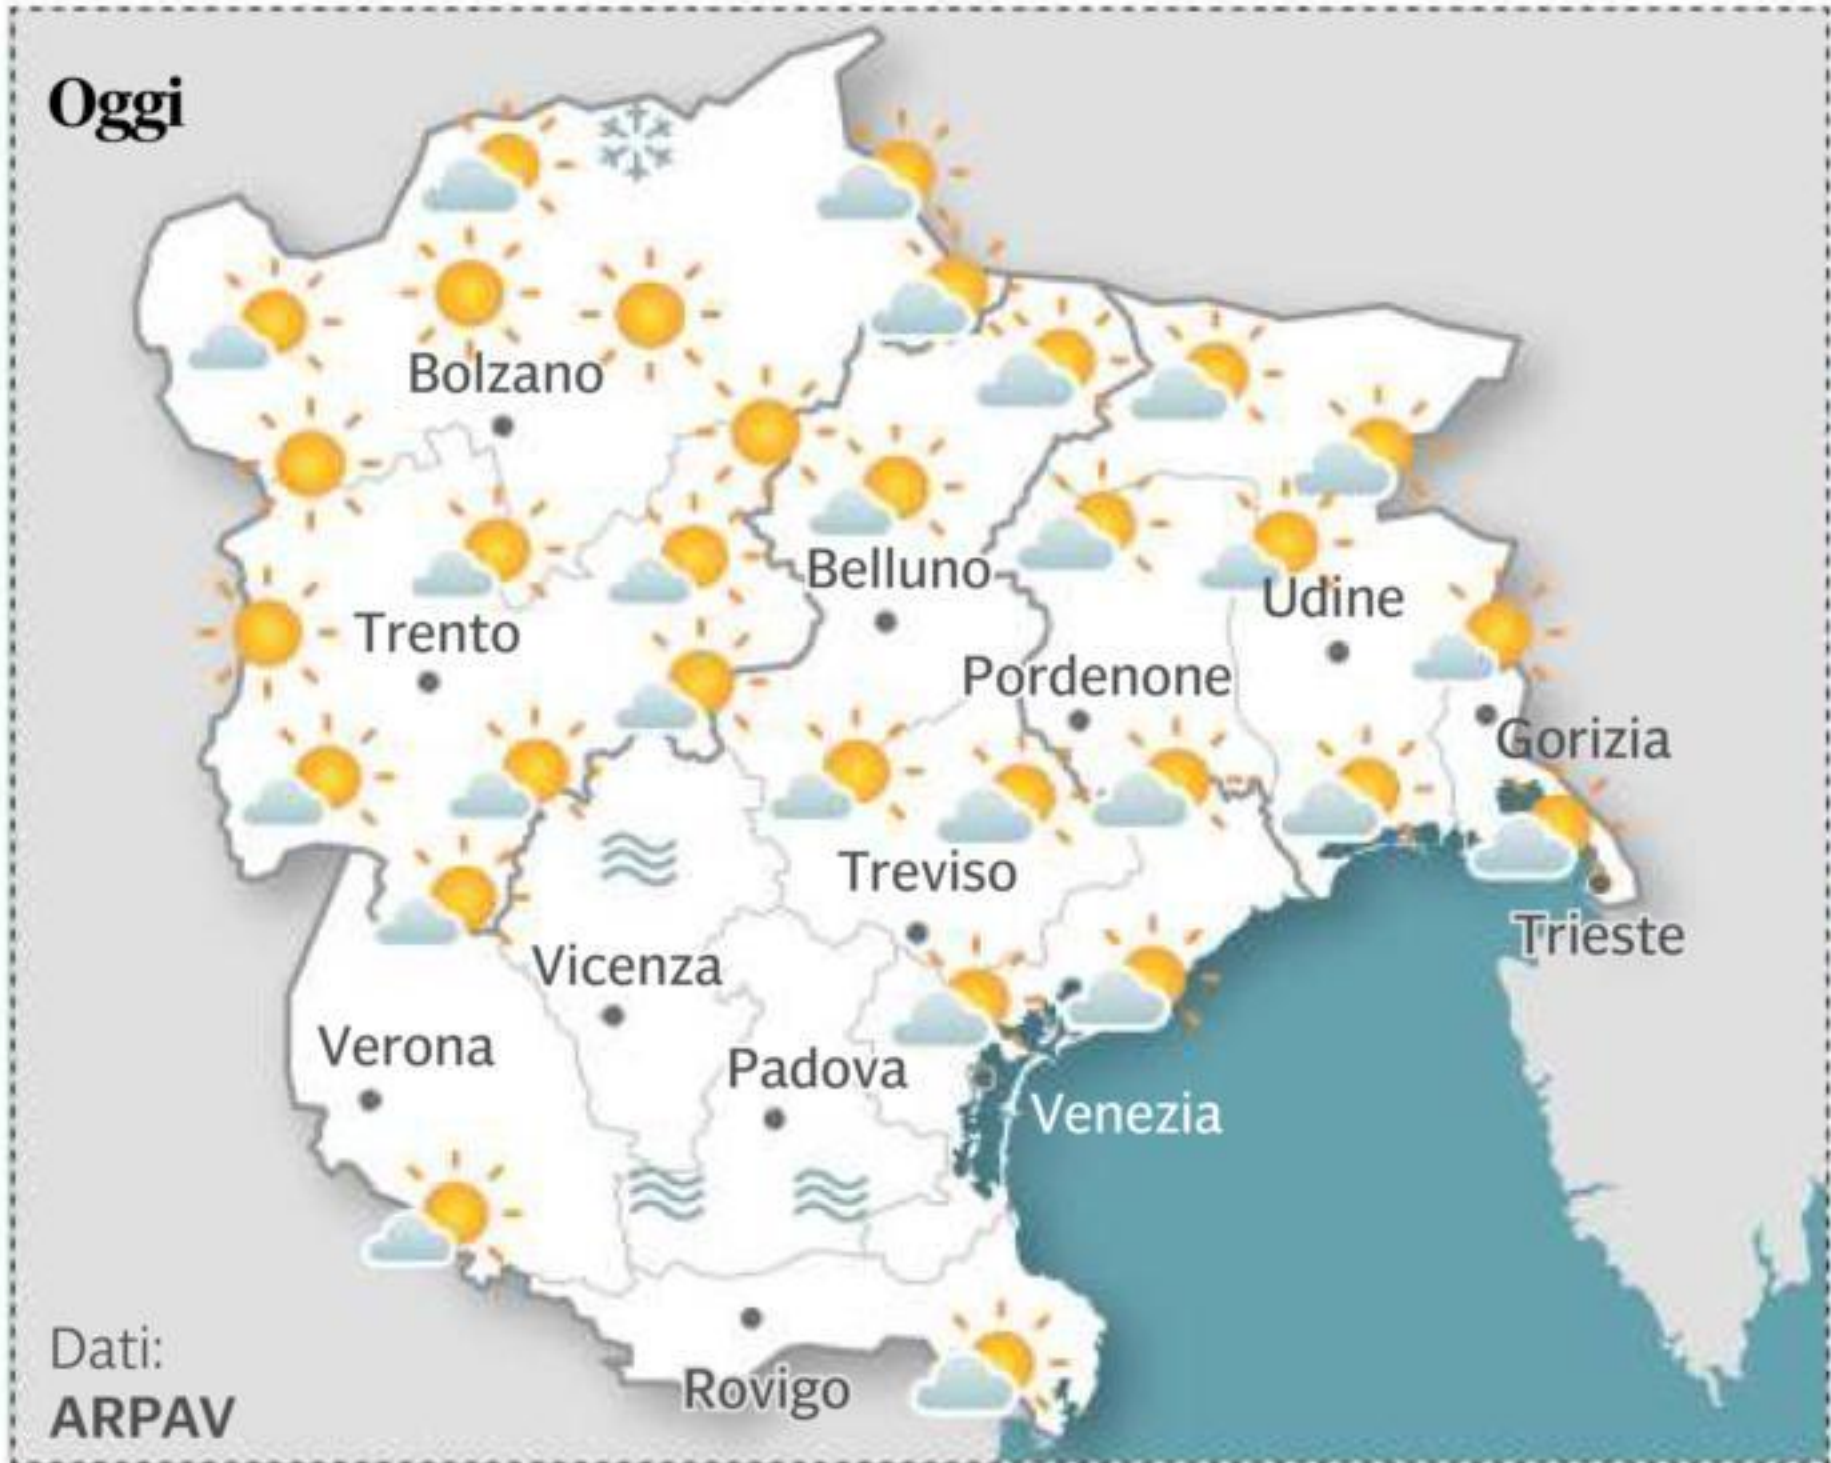 Oggi
Bolzano
Belluno
Udine
Trento
Pordenone
Gorizia
Treviso
Trieste
Vicenza
Verona
Padova
Venezia
Dati:
ARPAV
Rovigo